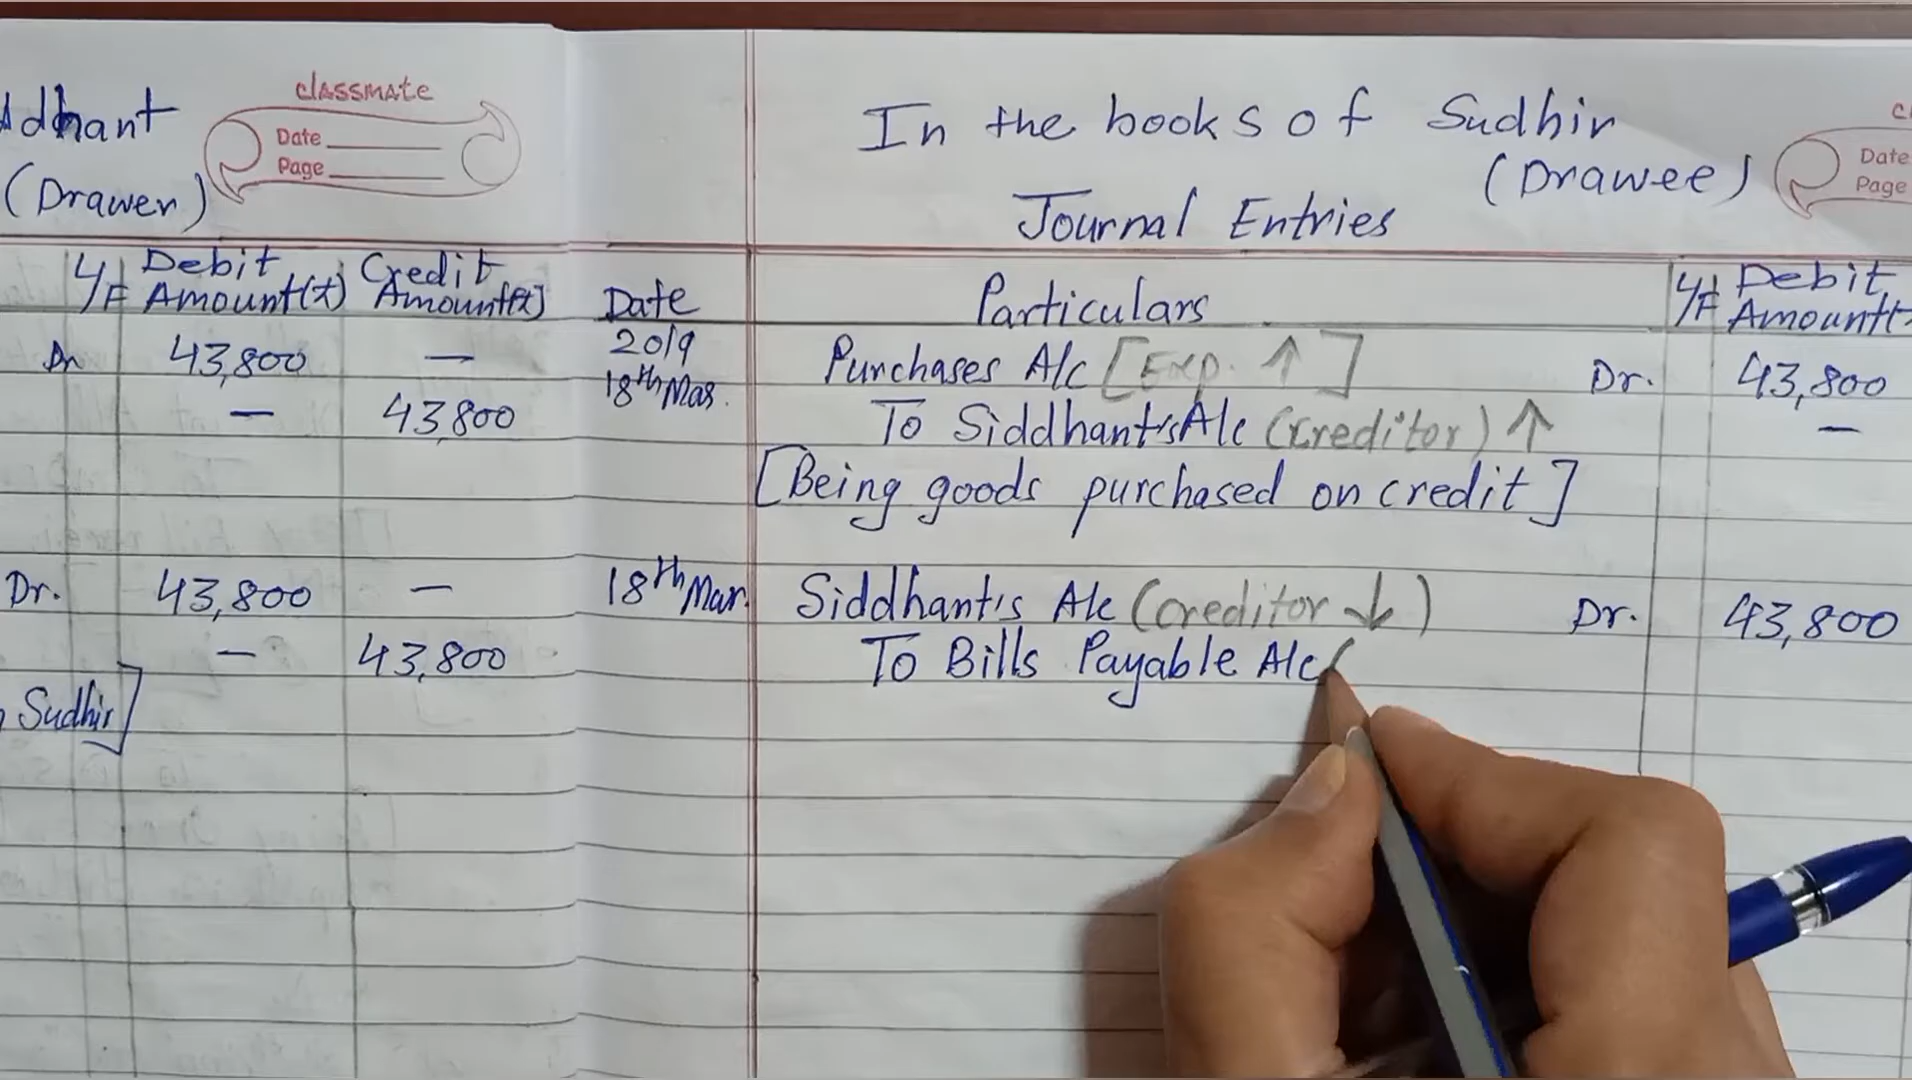 classmate
Date
Page
dhant
(Drawer)
Debit Amount(₹)
Credit Amount(₹)
Dr 43,800 —
— 43,800
Dr. 43,800 —
— 43,800
Sudhir]
In the books of Sudhir
(Drawee)
Journal Entries
Date
Page
Date Particulars L/F Debit
Amount(
2019
18th Mar. Purchases A/c [Exp. ↑] Dr. 43,800
To Siddhant's A/c (Creditor) ↑ —
[Being goods purchased on credit]
18th Mar. Siddhant's A/c (Creditor ↓) Dr. 43,800
To Bills Payable A/c (